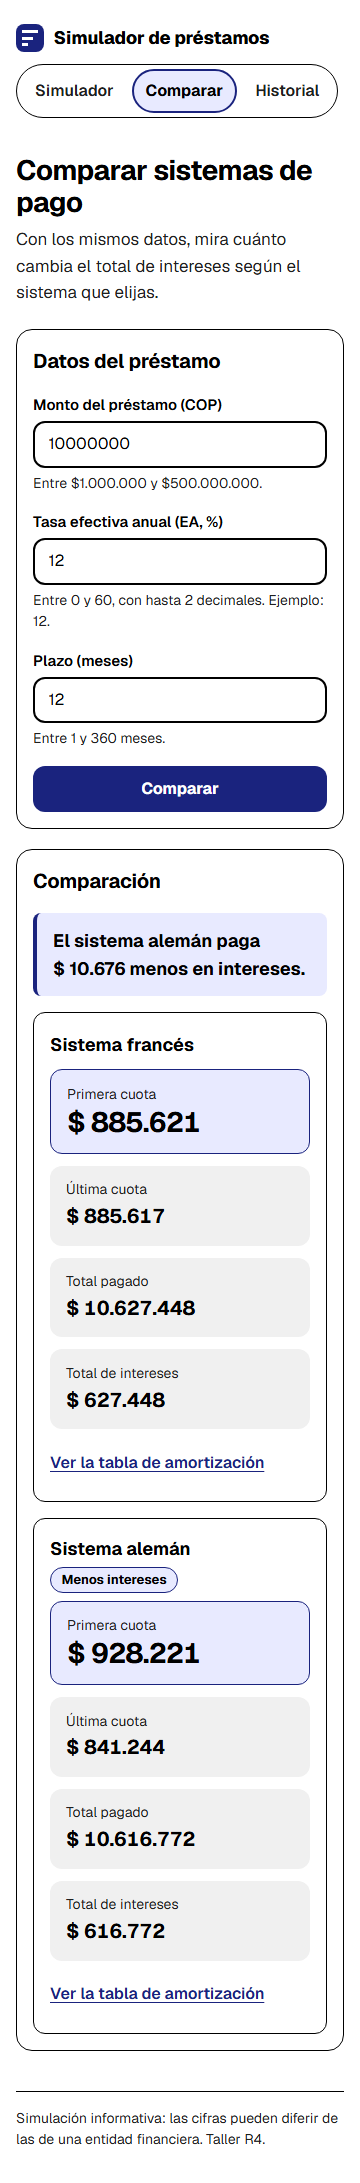 Simulador de préstamos
Simulador
Comparar
Historial
Comparar sistemas de
pago
Con los mismos datos, mira cuánto
cambia el total de intereses según el
sistema que elijas.
Datos del préstamo
Monto del préstamo (COP)
10000000
Entre $1.000.000 y $500.000.000.
Tasa efectiva anual (EA, %)
12
Entre 0 y 60, con hasta 2 decimales. Ejemplo:
12.
Plazo (meses)
12
Entre 1 y 360 meses.
Comparar
Comparación
El sistema alemán paga
$ 10.676 menos en intereses.
Sistema francés
Primera cuota
$ 885.621
Última cuota
$ 885.617
Total pagado
$ 10.627.448
Total de intereses
$ 627.448
Ver la tabla de amortización
Sistema alemán
Menos intereses
Primera cuota
$ 928.221
Última cuota
$ 841.244
Total pagado
$ 10.616.772
Total de intereses
$ 616.772
Ver la tabla de amortización
Simulación informativa: las cifras pueden diferir de
las de una entidad financiera. Taller R4.